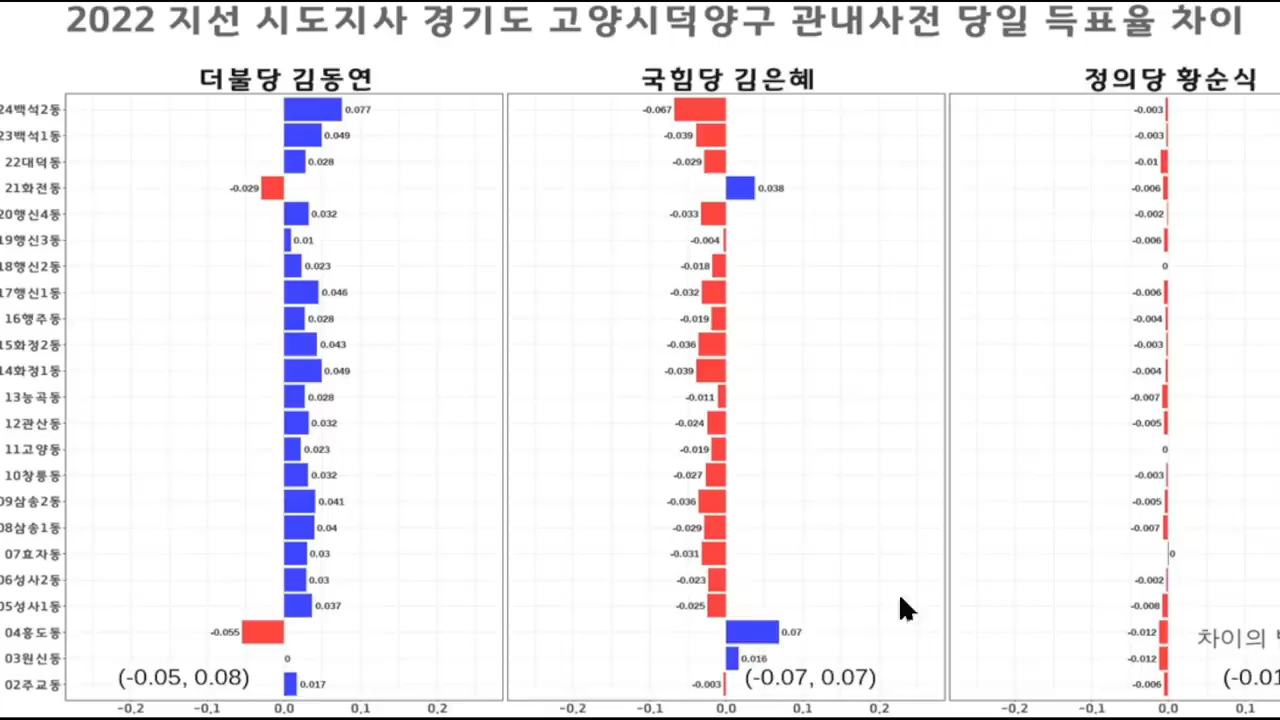 2022 지선 시도지사 경기도 고양시덕양구 관내사전 당일 득표율 차이
더불당 김동연 국힘당 김은혜 정의당 황순식
24백석2동 0.077 -0.067 -0.003
23백석1동 0.049 -0.039 -0.003
22대덕동 0.028 -0.029 -0.01
21화전동 -0.029 0.038 -0.006
20행신4동 0.032 -0.033 -0.002
19행신3동 0.01 -0.004 -0.006
18행신2동 0.023 -0.018 0
17행신1동 0.046 -0.032 -0.006
16행주동 0.028 -0.019 -0.004
15화정2동 0.043 -0.036 -0.003
14화정1동 0.049 -0.039 -0.004
13능곡동 0.028 -0.011 -0.007
12관산동 0.032 -0.024 -0.005
11고양동 0.023 -0.019 0
10창릉동 0.032 -0.027 -0.003
09삼송2동 0.041 -0.036 -0.005
08삼송1동 0.04 -0.029 -0.007
07효자동 0.03 -0.031 0
06성사2동 0.03 -0.023 -0.002
05성사1동 0.037 -0.025 -0.008
04흥도동 -0.055 0.07 -0.012 차이의
03원신동 0 0.016 -0.012
(-0.05, 0.08) (-0.07, 0.07) (-0.01
02주교동 0.017 -0.003 -0.006
-0.2 -0.1 0.0 0.1 0.2 -0.2 -0.1 0.0 0.1 0.2 -0.2 -0.1 0.0 0.1